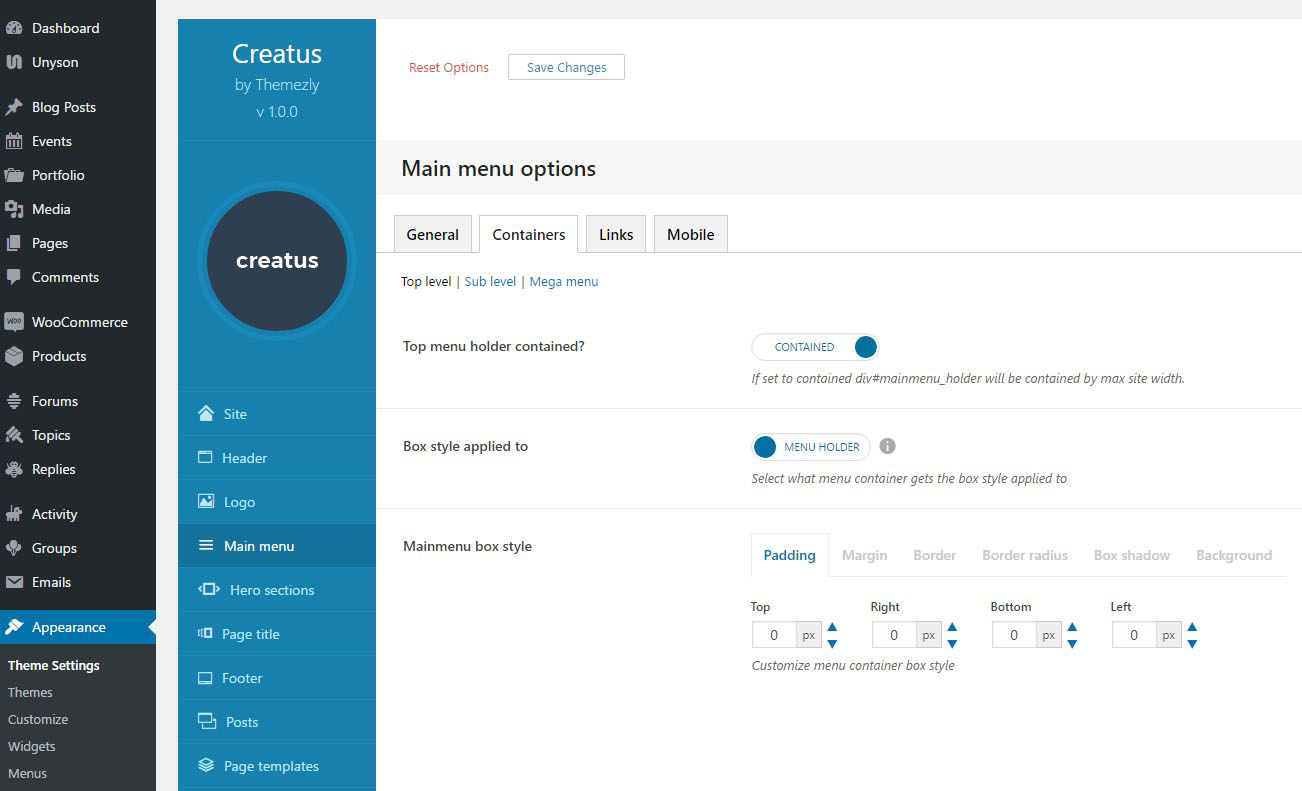 Dashboard
Unyson
Blog Posts
Events
Portfolio
Media
Pages
Comments
WOO
WooCommerce
Products
Forums
Topics
Replies
Activity
Groups
Emails
Appearance
Theme Settings
Themes
Customize
Widgets
Menus
Creatus
by Themezly
v 1.0.0
creatus
Site
Header
Logo
Main menu
Hero sections
Page title
Footer
Posts
Page templates
Reset Options Save Changes
Main menu options
General Containers Links Mobile
Top level | Sub level | Mega menu
Top menu holder contained?
CONTAINED
If set to contained div#mainmenu_holder will be contained by max site width.
Box style applied to
MENU HOLDER i
Select what menu container gets the box style applied to
Mainmenu box style
Padding Margin Border Border radius Box shadow Background
Top Right Bottom Left
0 px 0 px 0 px 0 px
Customize menu container box style